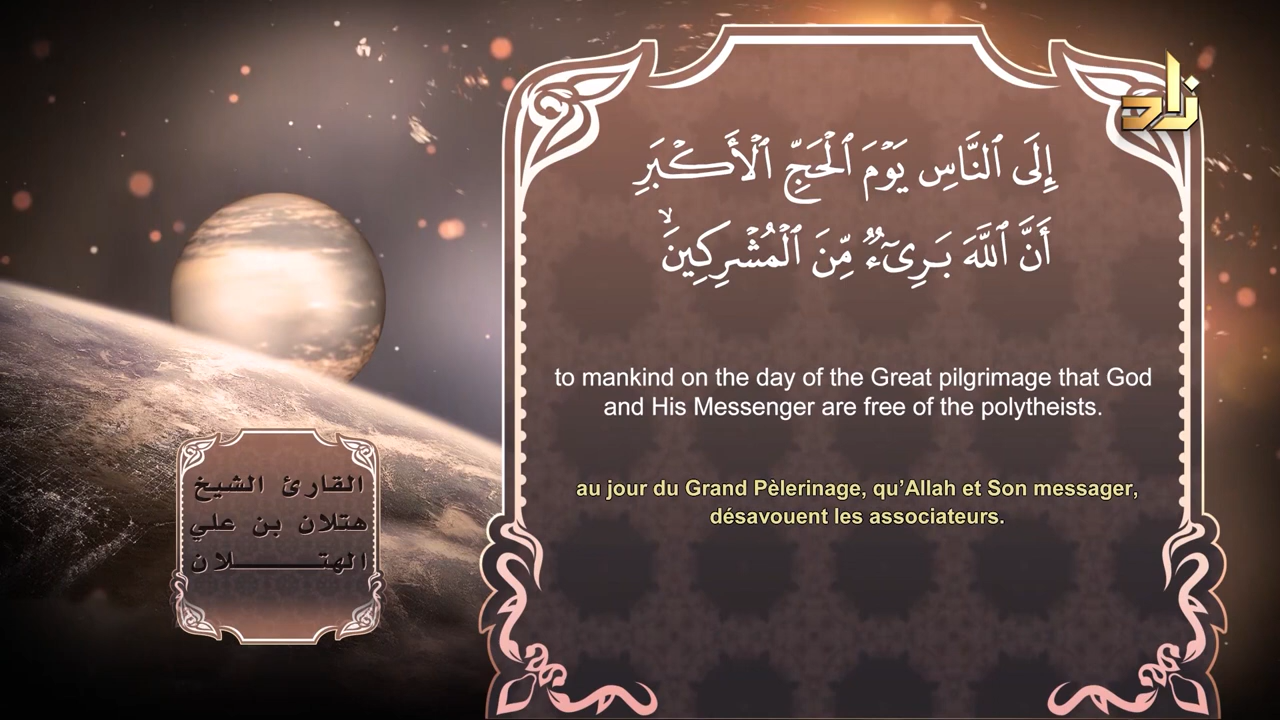 زاد
إِلَى ٱلنَّاسِ يَوْمَ ٱلْحَجِّ ٱلْأَكْبَرِ
أَنَّ ٱللَّهَ بَرِىٓءٌ مِّنَ ٱلْمُشْرِكِينَ ۙ
to mankind on the day of the Great pilgrimage that God
and His Messenger are free of the polytheists.
au jour du Grand Pèlerinage, qu’Allah et Son messager,
désavouent les associateurs.
القارئ الشيخ
هتلان بن علي
الهتـــــــــلان